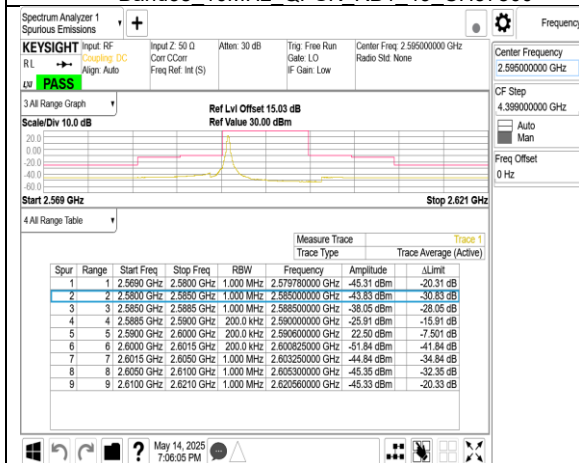 Spectrum Analyzer 1
Spurious Emissions
Frequency
KEYSIGHT Input: RF Input Z: 50 Ω Atten: 30 dB Trig: Free Run Center Freq: 2.595000000 GHz
RL Coupling: DC Corr CCorr Gate: LO Radio Std: None
Align: Auto Freq Ref: Int (S) IF Gain: Low
PASS
Center Frequency
2.595000000 GHz
CF Step
4.399000000 GHz
Auto
Man
Freq Offset
0 Hz
3 All Range Graph
Ref Lvl Offset 15.03 dB
Scale/Div 10.0 dB Ref Value 30.00 dBm
20.0
0.00
-20.0
-40.0
-60.0
Start 2.569 GHz Stop 2.621 GHz
4 All Range Table
Measure Trace Trace 1
Trace Type Trace Average (Active)
Spur Range Start Freq Stop Freq RBW Frequency Amplitude ΔLimit
1 1 2.5690 GHz 2.5800 GHz 1.000 MHz 2.579780000 GHz -45.31 dBm -20.31 dB
2 2 2.5800 GHz 2.5850 GHz 1.000 MHz 2.585000000 GHz -43.83 dBm -30.83 dB
3 3 2.5850 GHz 2.5885 GHz 1.000 MHz 2.588500000 GHz -38.05 dBm -28.05 dB
4 4 2.5885 GHz 2.5900 GHz 200.0 kHz 2.590000000 GHz -25.91 dBm -15.91 dB
5 5 2.5900 GHz 2.6000 GHz 200.0 kHz 2.590600000 GHz 22.50 dBm -7.501 dB
6 6 2.6000 GHz 2.6015 GHz 200.0 kHz 2.600825000 GHz -51.84 dBm -41.84 dB
7 7 2.6015 GHz 2.6050 GHz 1.000 MHz 2.603250000 GHz -44.84 dBm -34.84 dB
8 8 2.6050 GHz 2.6100 GHz 1.000 MHz 2.605300000 GHz -45.35 dBm -32.35 dB
9 9 2.6100 GHz 2.6210 GHz 1.000 MHz 2.620560000 GHz -45.33 dBm -20.33 dB
May 14, 2025
7:06:05 PM